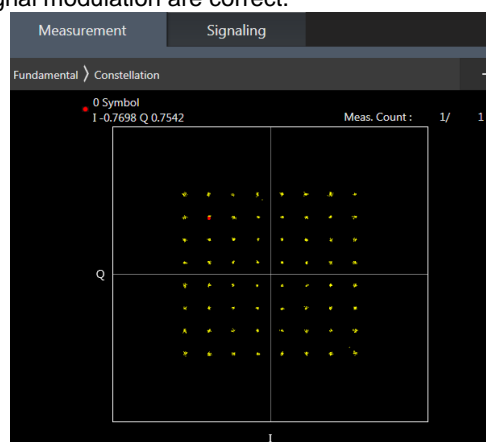 gnal modulation are correct.
Measurement Signaling
Fundamental 〉 Constellation
0 Symbol
I -0.7698 Q 0.7542 Meas. Count : 1/ 1
Q
I